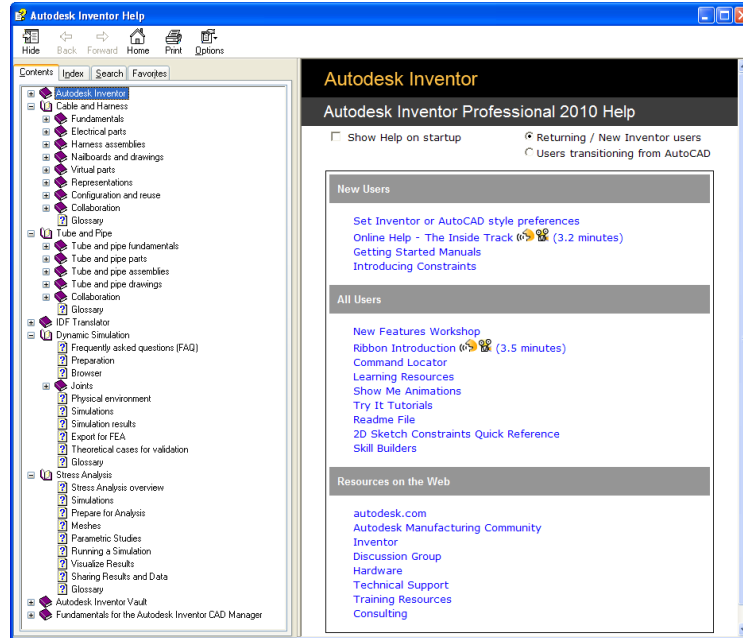 Autodesk Inventor Help
Hide Back Forward Home Print Options
Contents Index Search Favorites
Autodesk Inventor
Cable and Harness
Fundamentals
Electrical parts
Harness assemblies
Nailboards and drawings
Virtual parts
Representations
Configuration and reuse
Collaboration
Glossary
Tube and Pipe
Tube and pipe fundamentals
Tube and pipe parts
Tube and pipe assemblies
Tube and pipe drawings
Collaboration
Glossary
IDF Translator
Dynamic Simulation
Frequently asked questions (FAQ)
Preparation
Browser
Joints
Physical environment
Simulations
Simulation results
Export for FEA
Theoretical cases for validation
Glossary
Stress Analysis
Stress Analysis overview
Simulations
Prepare for Analysis
Meshes
Parametric Studies
Running a Simulation
Visualize Results
Sharing Results and Data
Glossary
Autodesk Inventor Vault
Fundamentals for the Autodesk Inventor CAD Manager
Autodesk Inventor
Autodesk Inventor Professional 2010 Help
Show Help on startup
Returning / New Inventor users
Users transitioning from AutoCAD
New Users
Set Inventor or AutoCAD style preferences
Online Help - The Inside Track (3.2 minutes)
Getting Started Manuals
Introducing Constraints
All Users
New Features Workshop
Ribbon Introduction (3.5 minutes)
Command Locator
Learning Resources
Show Me Animations
Try It Tutorials
Readme File
2D Sketch Constraints Quick Reference
Skill Builders
Resources on the Web
autodesk.com
Autodesk Manufacturing Community
Inventor
Discussion Group
Hardware
Technical Support
Training Resources
Consulting